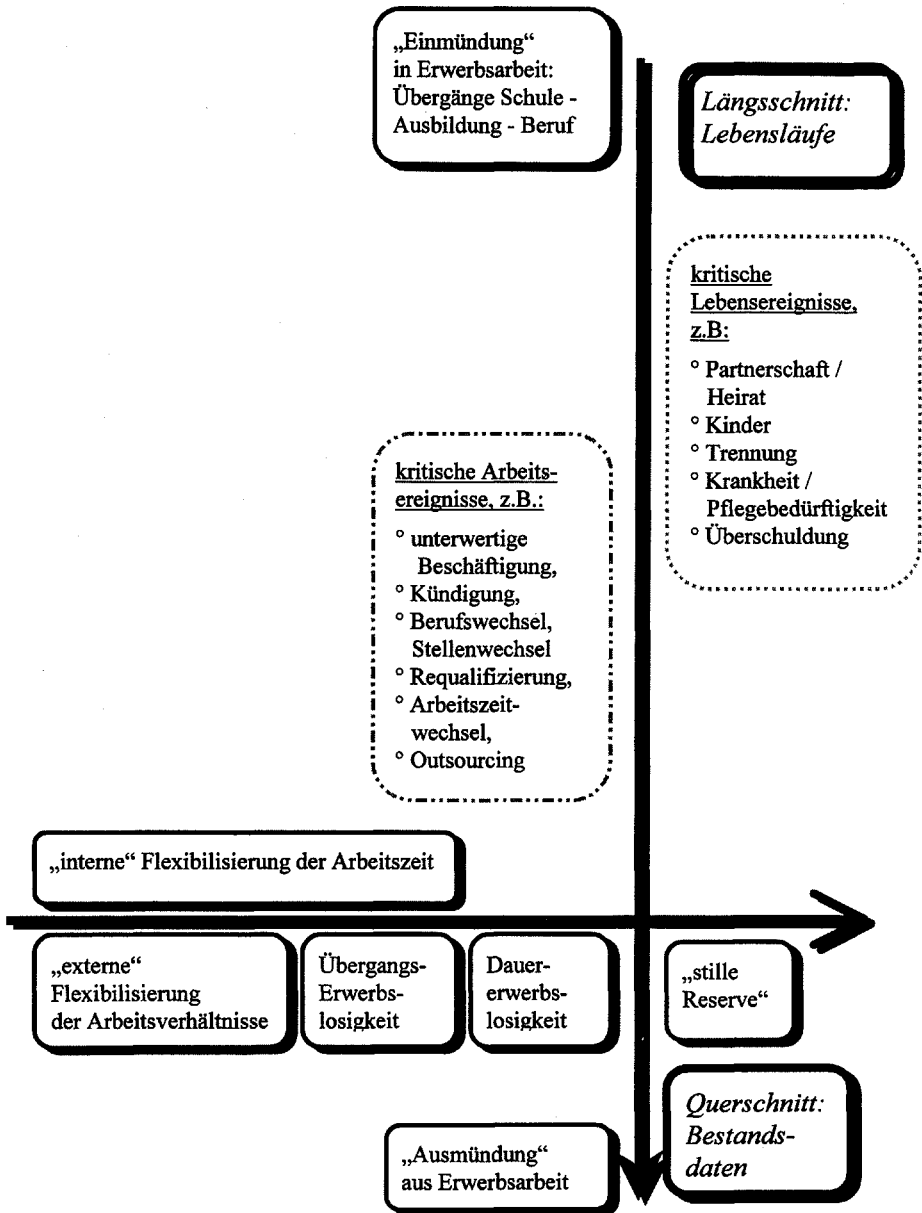 „Einmündung“
in Erwerbsarbeit:
Übergänge Schule -
Ausbildung - Beruf
Längsschnitt:
Lebensläufe
kritische
Lebensereignisse,
z.B:
° Partnerschaft /
Heirat
° Kinder
° Trennung
° Krankheit /
Pflegebedürftigkeit
° Überschuldung
kritische Arbeits-
ereignisse, z.B.:
° unterwertige
Beschäftigung,
° Kündigung,
° Berufswechsel,
Stellenwechsel
° Requalifizierung,
° Arbeitszeit-
wechsel,
° Outsourcing
„interne“ Flexibilisierung der Arbeitszeit
„externe“
Flexibilisierung
der Arbeitsverhältnisse
Übergangs-
Erwerbs-
losigkeit
Dauer-
erwerbs-
losigkeit
„stille
Reserve“
Querschnitt:
Bestands-
daten
„Ausmündung“
aus Erwerbsarbeit